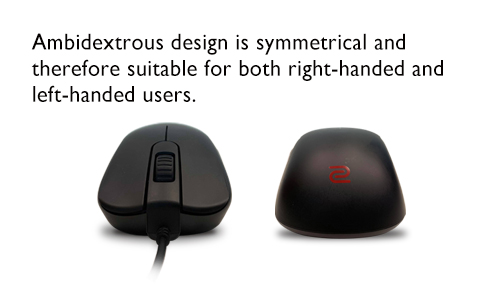 Ambidextrous design is symmetrical and
therefore suitable for both right-handed and
left-handed users.